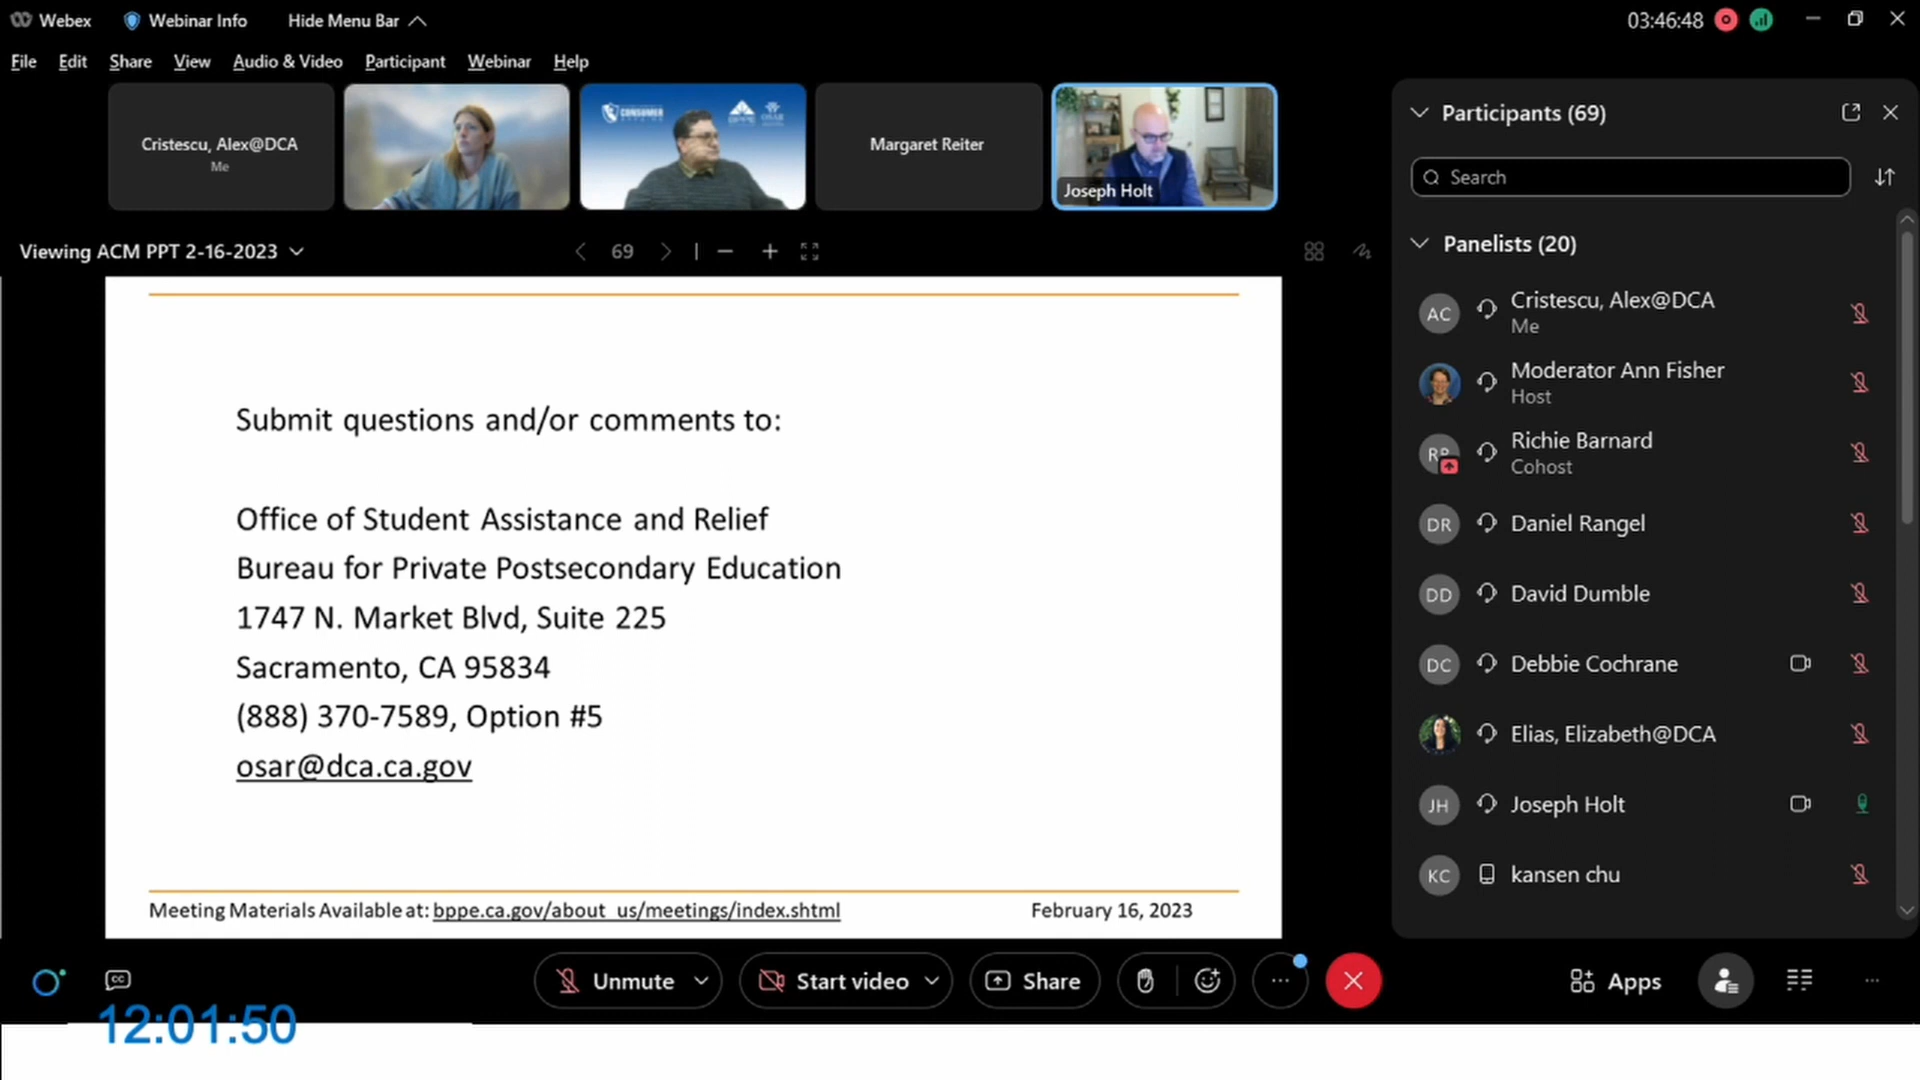 Webex
Webinar Info
Hide Menu Bar
03:46:48
File Edit Share View Audio & Video Participant Webinar Help
Cristescu, Alex@DCA
Me
CONSUMER
BPPE
OSAR
Margaret Reiter
Joseph Holt
Viewing ACM PPT 2-16-2023
69
Submit questions and/or comments to:
Office of Student Assistance and Relief
Bureau for Private Postsecondary Education
1747 N. Market Blvd, Suite 225
Sacramento, CA 95834
(888) 370-7589, Option #5
osar@dca.ca.gov
Meeting Materials Available at: bppe.ca.gov/about_us/meetings/index.shtml
February 16, 2023
Participants (69)
Search
Panelists (20)
AC Cristescu, Alex@DCA
Me
Moderator Ann Fisher
Host
Richie Barnard
Cohost
DR Daniel Rangel
DD David Dumble
DC Debbie Cochrane
Elias, Elizabeth@DCA
JH Joseph Holt
KC kansen chu
CC
Unmute
Start video
Share
Apps
12:01:50